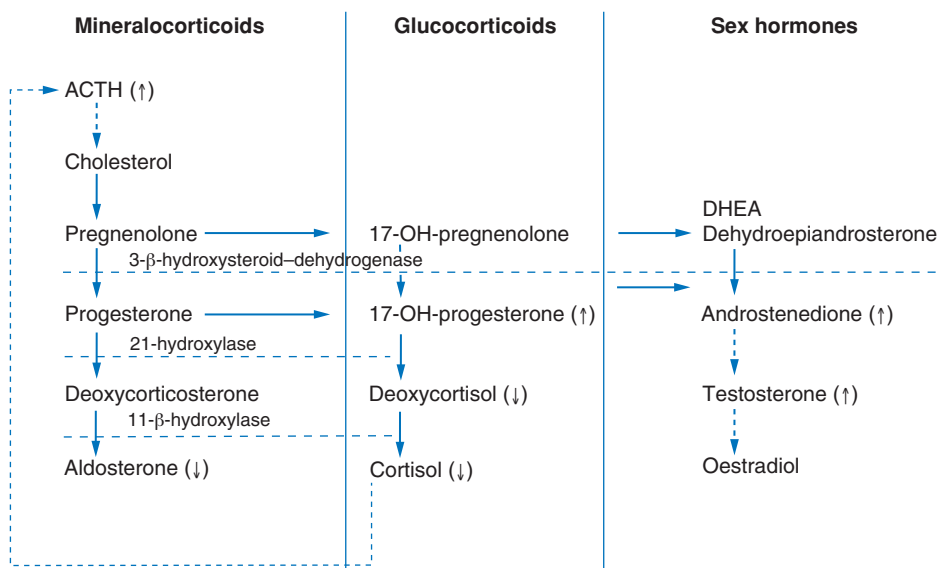 Mineralocorticoids
Glucocorticoids
Sex hormones
ACTH (↑)
Cholesterol
DHEA
Pregnenolone
17-OH-pregnenolone
Dehydroepiandrosterone
3-β-hydroxysteroid–dehydrogenase
Progesterone
17-OH-progesterone (↑)
Androstenedione (↑)
21-hydroxylase
Deoxycorticosterone
Deoxycortisol (↓)
Testosterone (↑)
11-β-hydroxylase
Aldosterone (↓)
Cortisol (↓)
Oestradiol